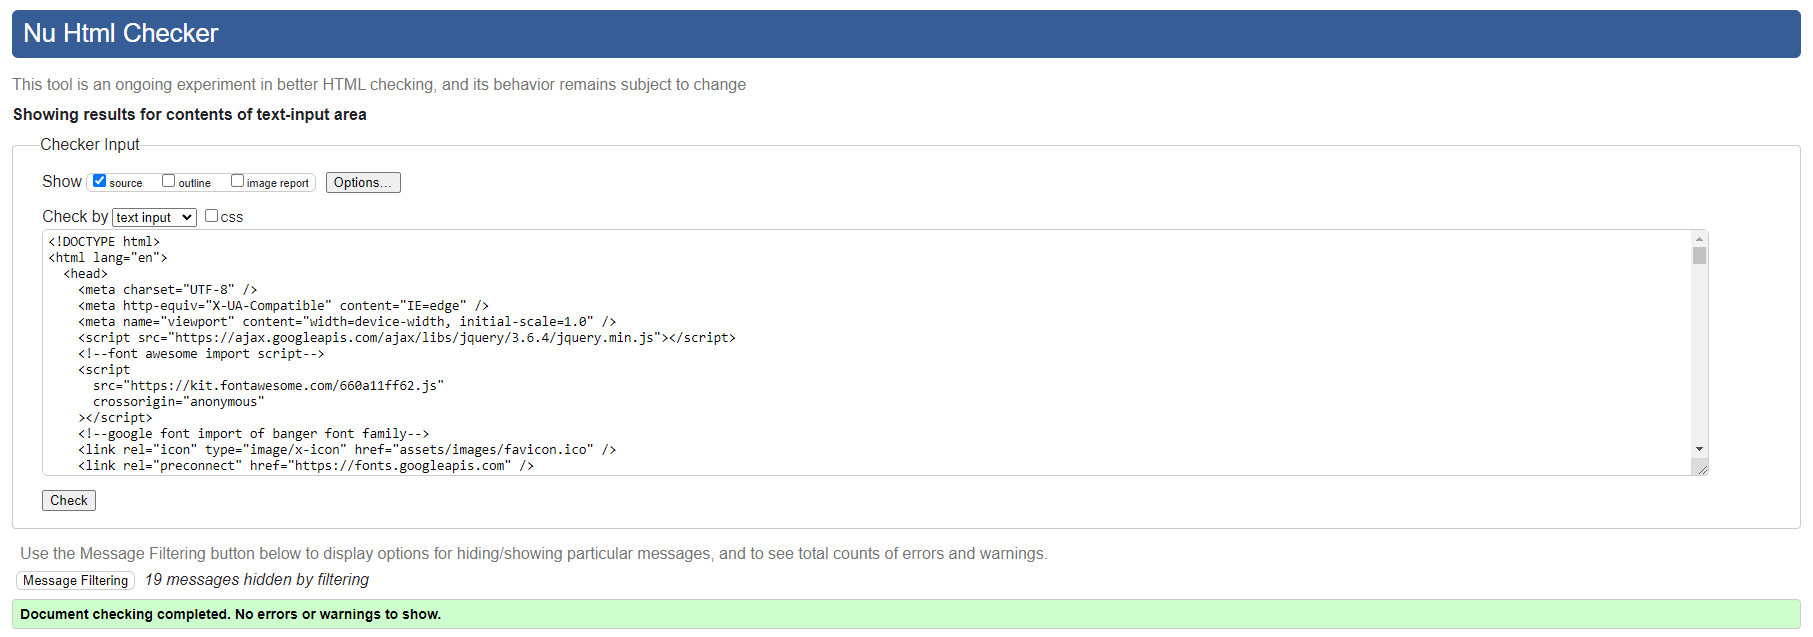 Nu Html Checker
This tool is an ongoing experiment in better HTML checking, and its behavior remains subject to change
Showing results for contents of text-input area
Checker Input
Show source outline image report Options...
Check by text input css
<!DOCTYPE html>
<html lang="en">
<head>
<meta charset="UTF-8" />
<meta http-equiv="X-UA-Compatible" content="IE=edge" />
<meta name="viewport" content="width=device-width, initial-scale=1.0" />
<script src="https://ajax.googleapis.com/ajax/libs/jquery/3.6.4/jquery.min.js"></script>
<!--font awesome import script-->
<script
src="https://kit.fontawesome.com/660a11ff62.js"
crossorigin="anonymous"
></script>
<!--google font import of banger font family-->
<link rel="icon" type="image/x-icon" href="assets/images/favicon.ico" />
<link rel="preconnect" href="https://fonts.googleapis.com" />
Check
Use the Message Filtering button below to display options for hiding/showing particular messages, and to see total counts of errors and warnings.
Message Filtering 19 messages hidden by filtering
Document checking completed. No errors or warnings to show.